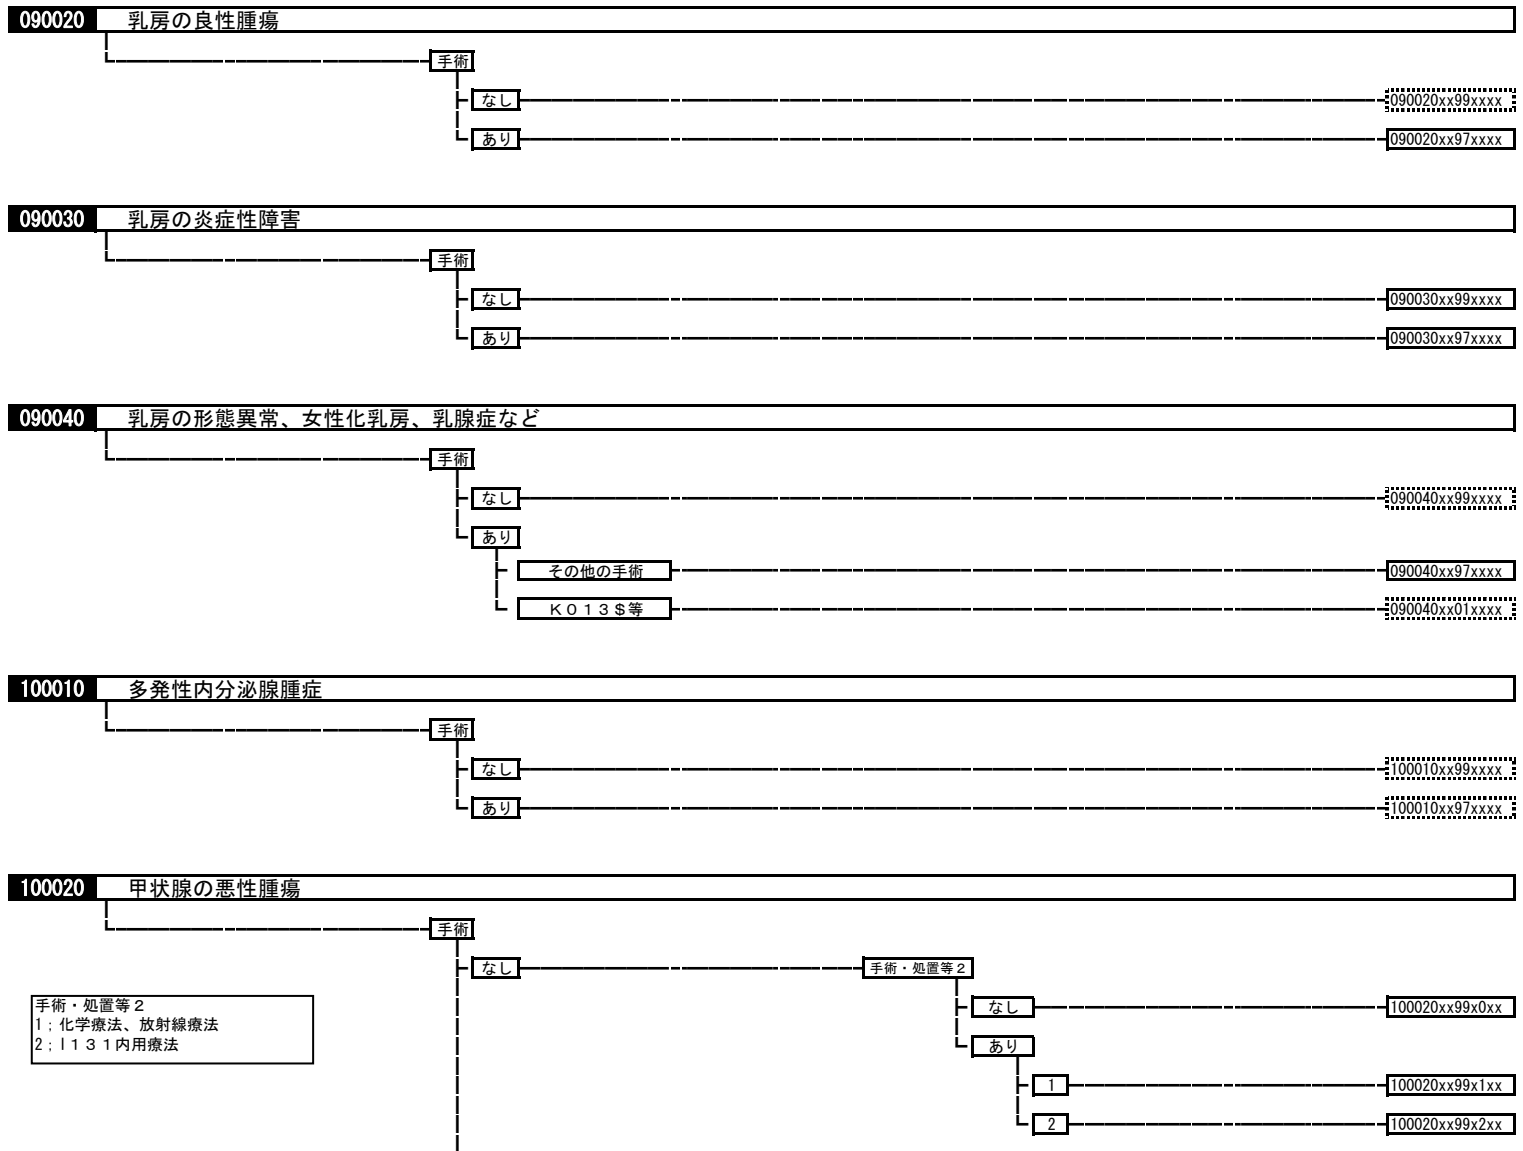 090020 乳房の良性腫瘍
手術
なし 090020xx99xxxx
あり 090020xx97xxxx
090030 乳房の炎症性障害
手術
なし 090030xx99xxxx
あり 090030xx97xxxx
090040 乳房の形態異常、女性化乳房、乳腺症など
手術
なし 090040xx99xxxx
あり
その他の手術 090040xx97xxxx
K013$等 090040xx01xxxx
100010 多発性内分泌腺腫症
手術
なし 100010xx99xxxx
あり 100010xx97xxxx
100020 甲状腺の悪性腫瘍
手術
なし 手術・処置等2
手術・処置等2
1;化学療法、放射線療法
2;I131内用療法
なし 100020xx99x0xx
あり
1 100020xx99x1xx
2 100020xx99x2xx